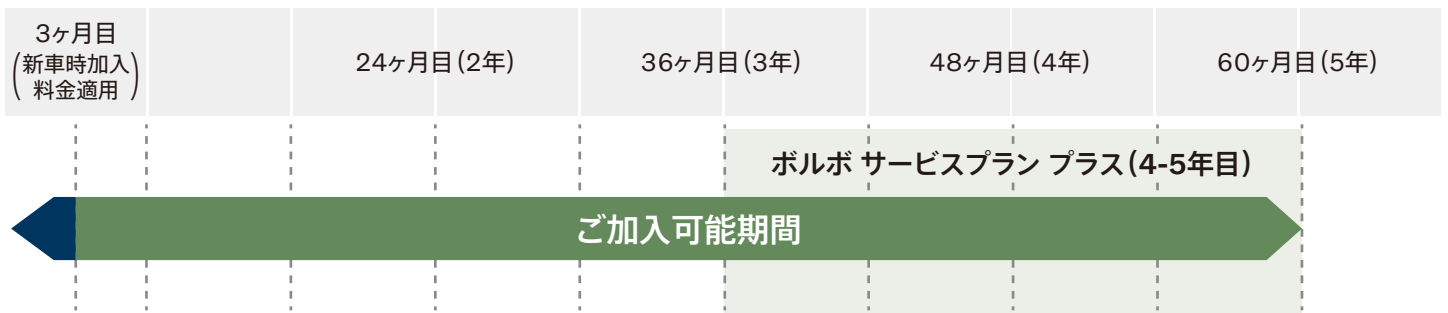 3ヶ月目
(新車時加入
料金適用)
24ヶ月目(2年)
36ヶ月目(3年)
48ヶ月目(4年)
60ヶ月目(5年)
ボルボ サービスプラン プラス(4-5年目)
ご加入可能期間